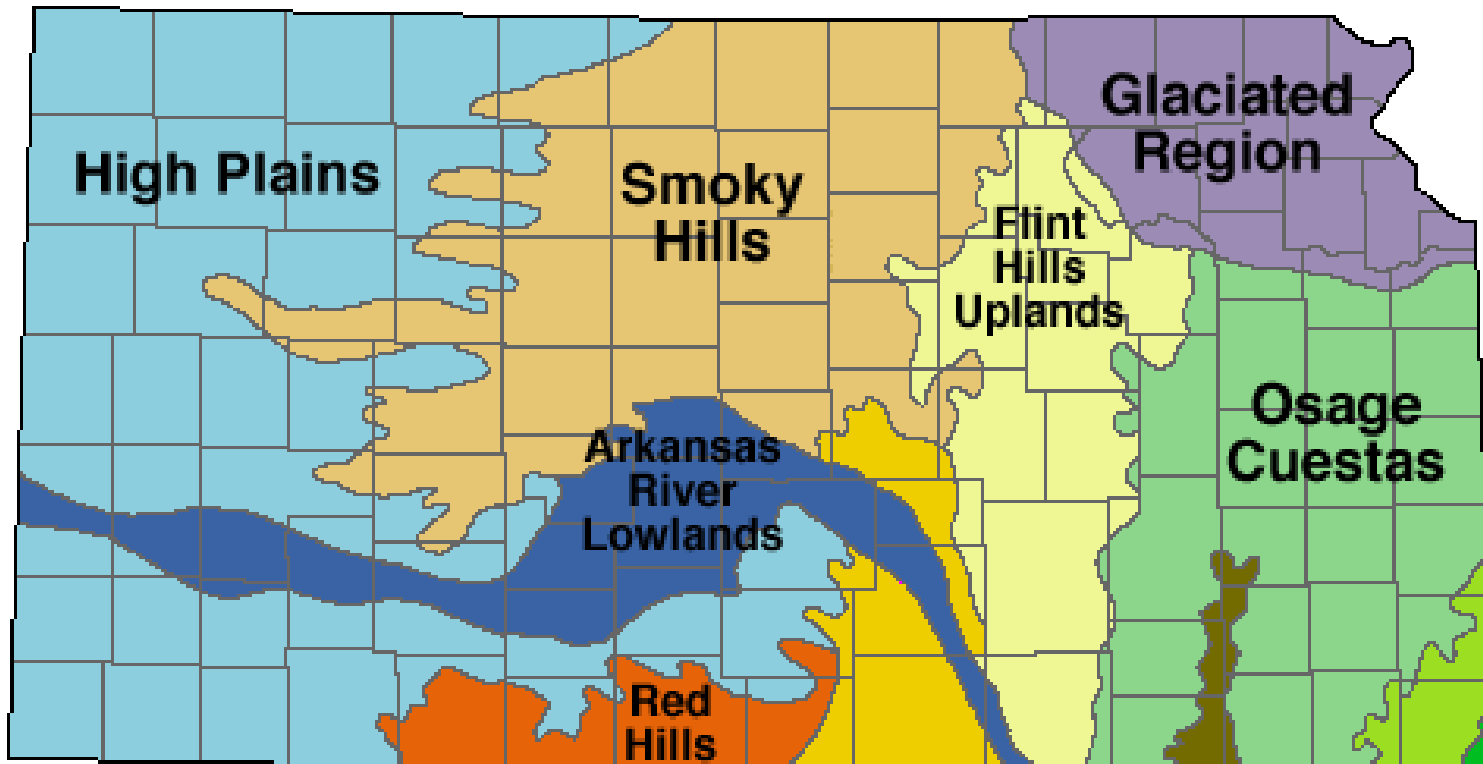 High Plains
Smoky
Hills
Glaciated
Region
Flint
Hills
Uplands
Osage
Cuestas
Arkansas
River
Lowlands
Red
Hills